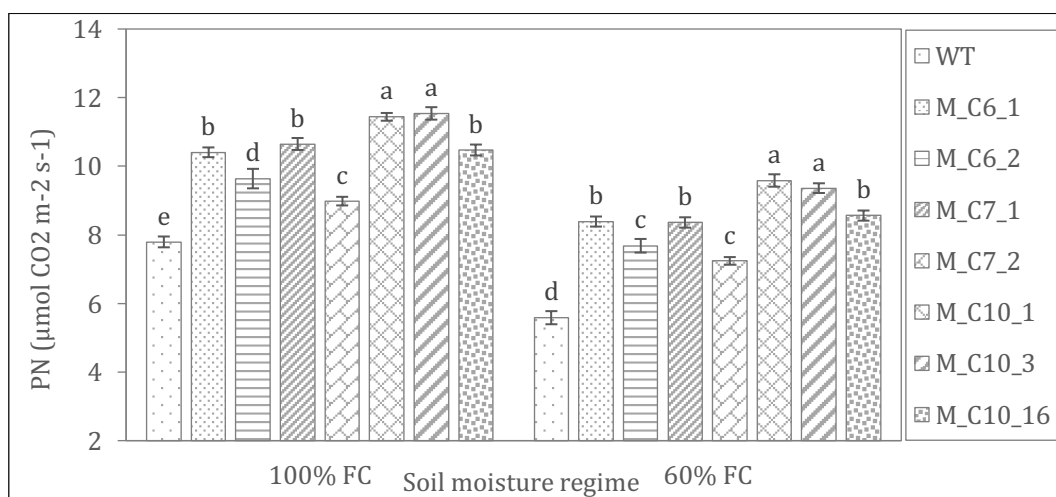 14
12
10
8
6
4
2
PN (µmol CO2 m-2 s-1)
e b d b c a a b
d b c b c a a b
100% FC
Soil moisture regime
60% FC
WT
M_C6_1
M_C6_2
M_C7_1
M_C7_2
M_C10_1
M_C10_3
M_C10_16